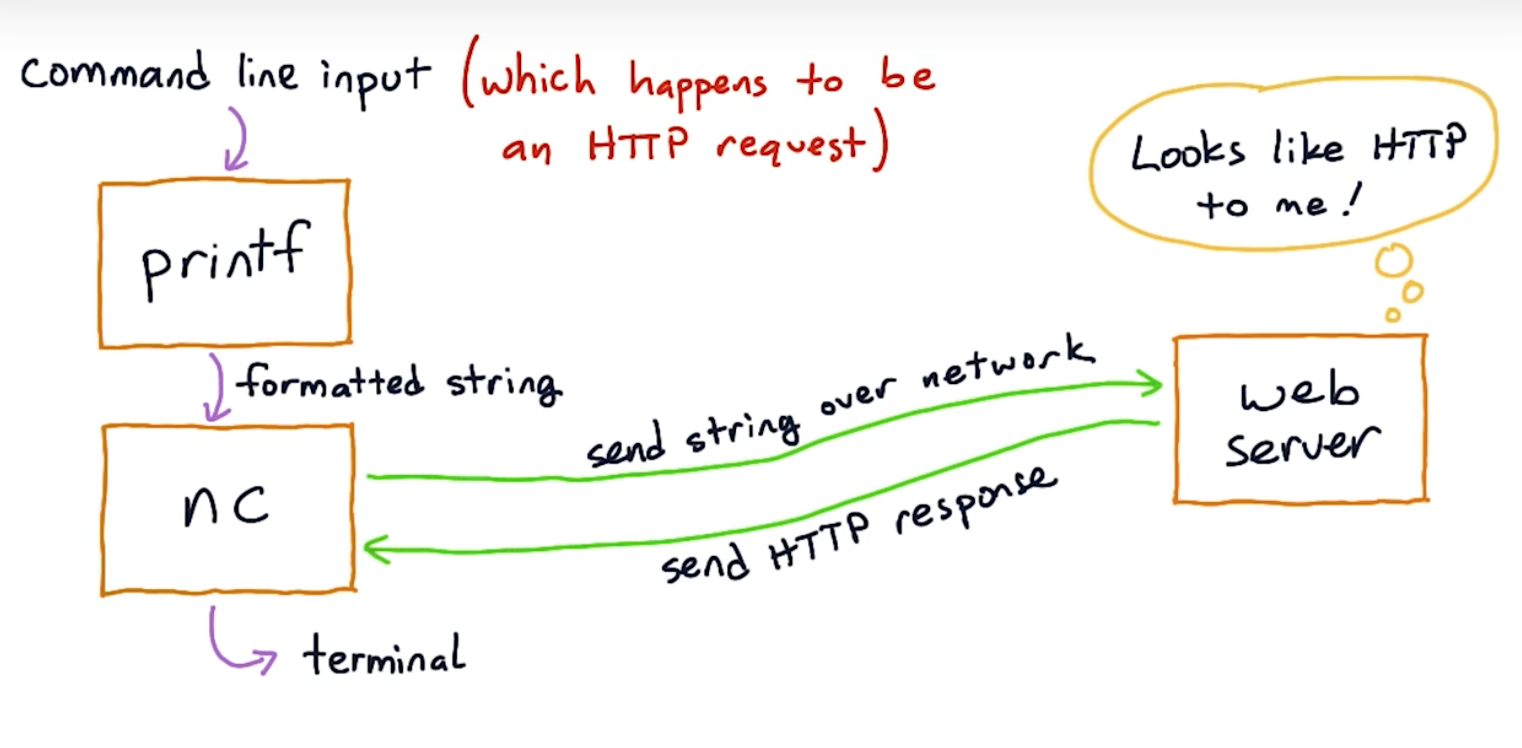 Command line input (which happens to be
an HTTP request)
printf
formatted string
nc
send string over network
send HTTP response
terminal
Looks like HTTP
to me!
web
server